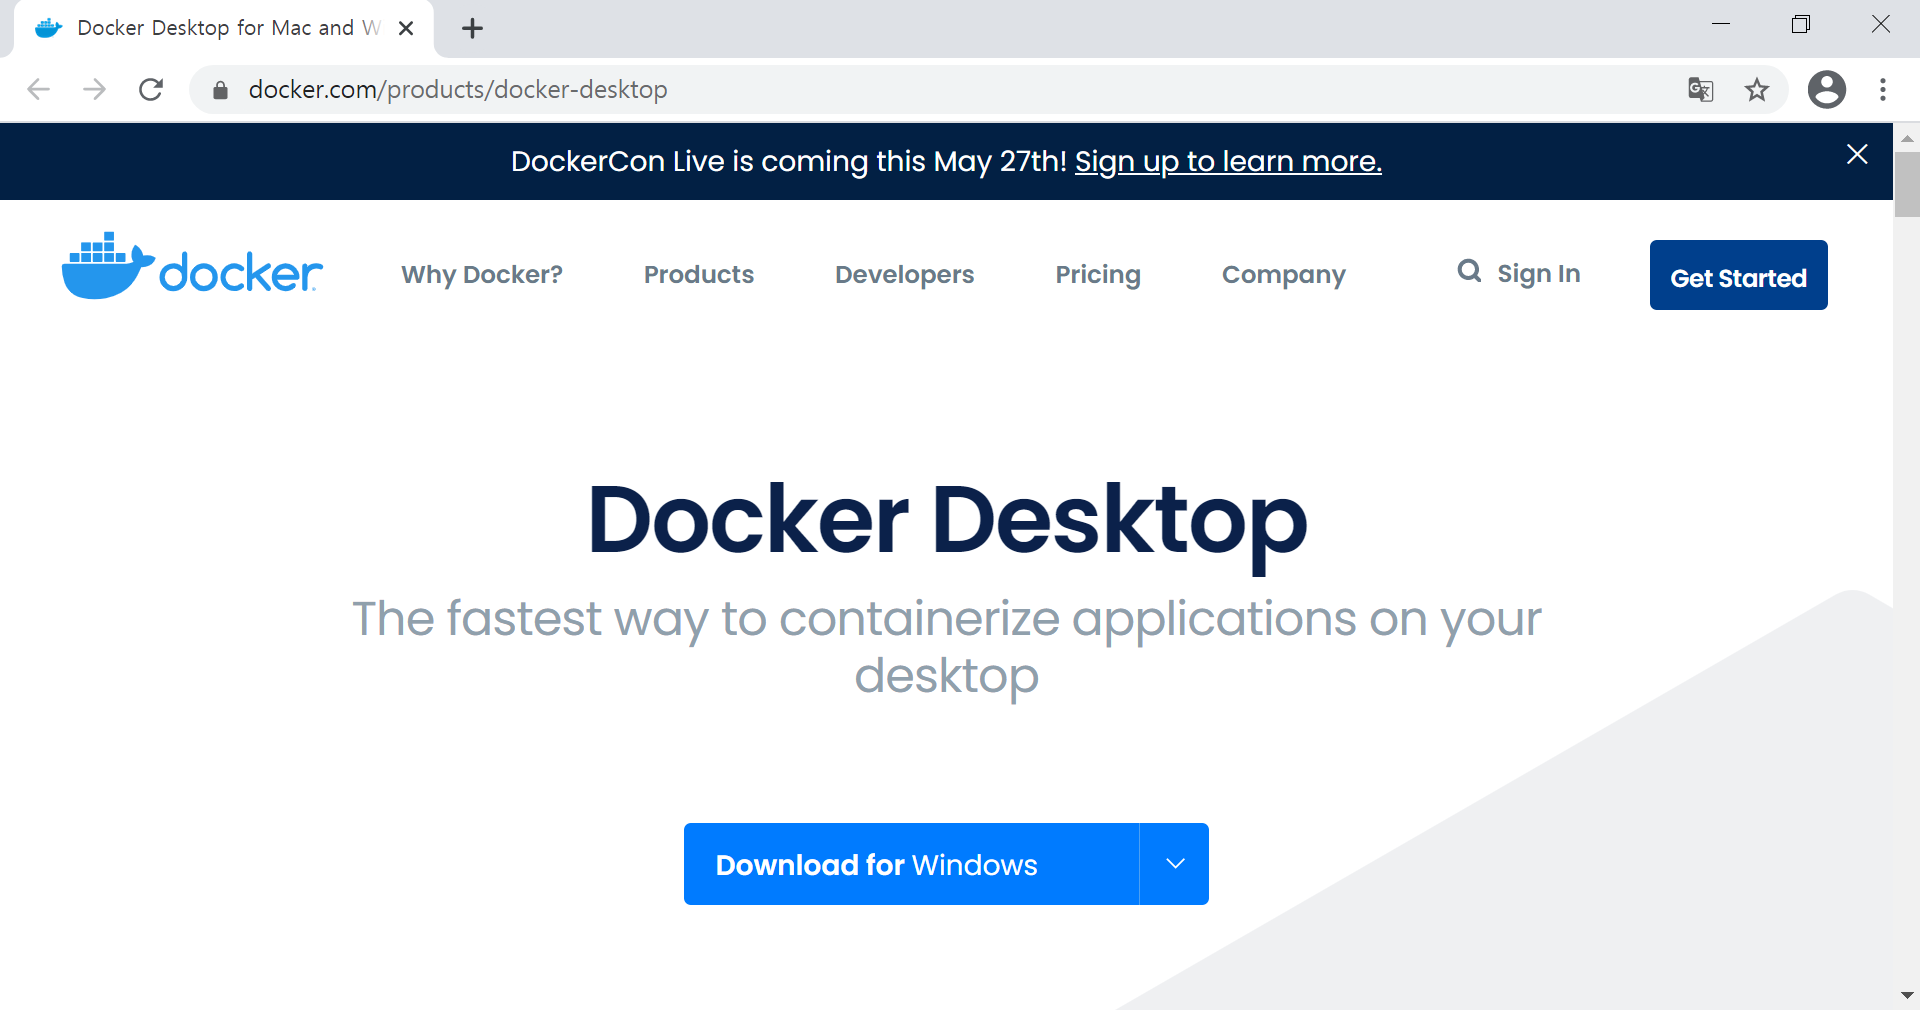 Docker Desktop for Mac and W
docker.com/products/docker-desktop
DockerCon Live is coming this May 27th! Sign up to learn more.
docker
Why Docker?
Products
Developers
Pricing
Company
Sign In
Get Started
Docker Desktop
The fastest way to containerize applications on your
desktop
Download for Windows